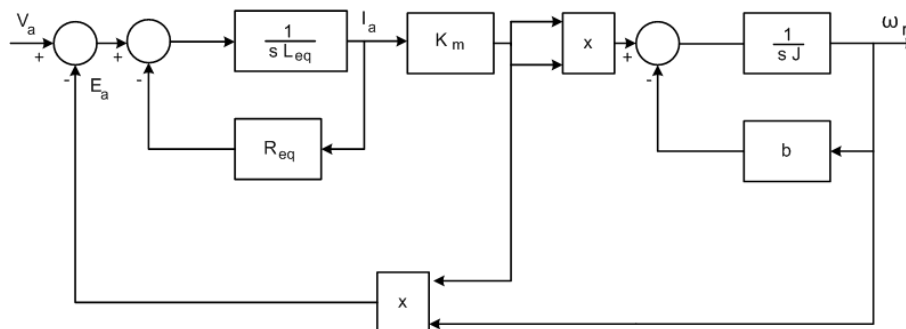 V_a
+
-
E_a
+
-
1
s L_eq
I_a
K_m
x
+
-
1
s J
ω_r
R_eq
b
x